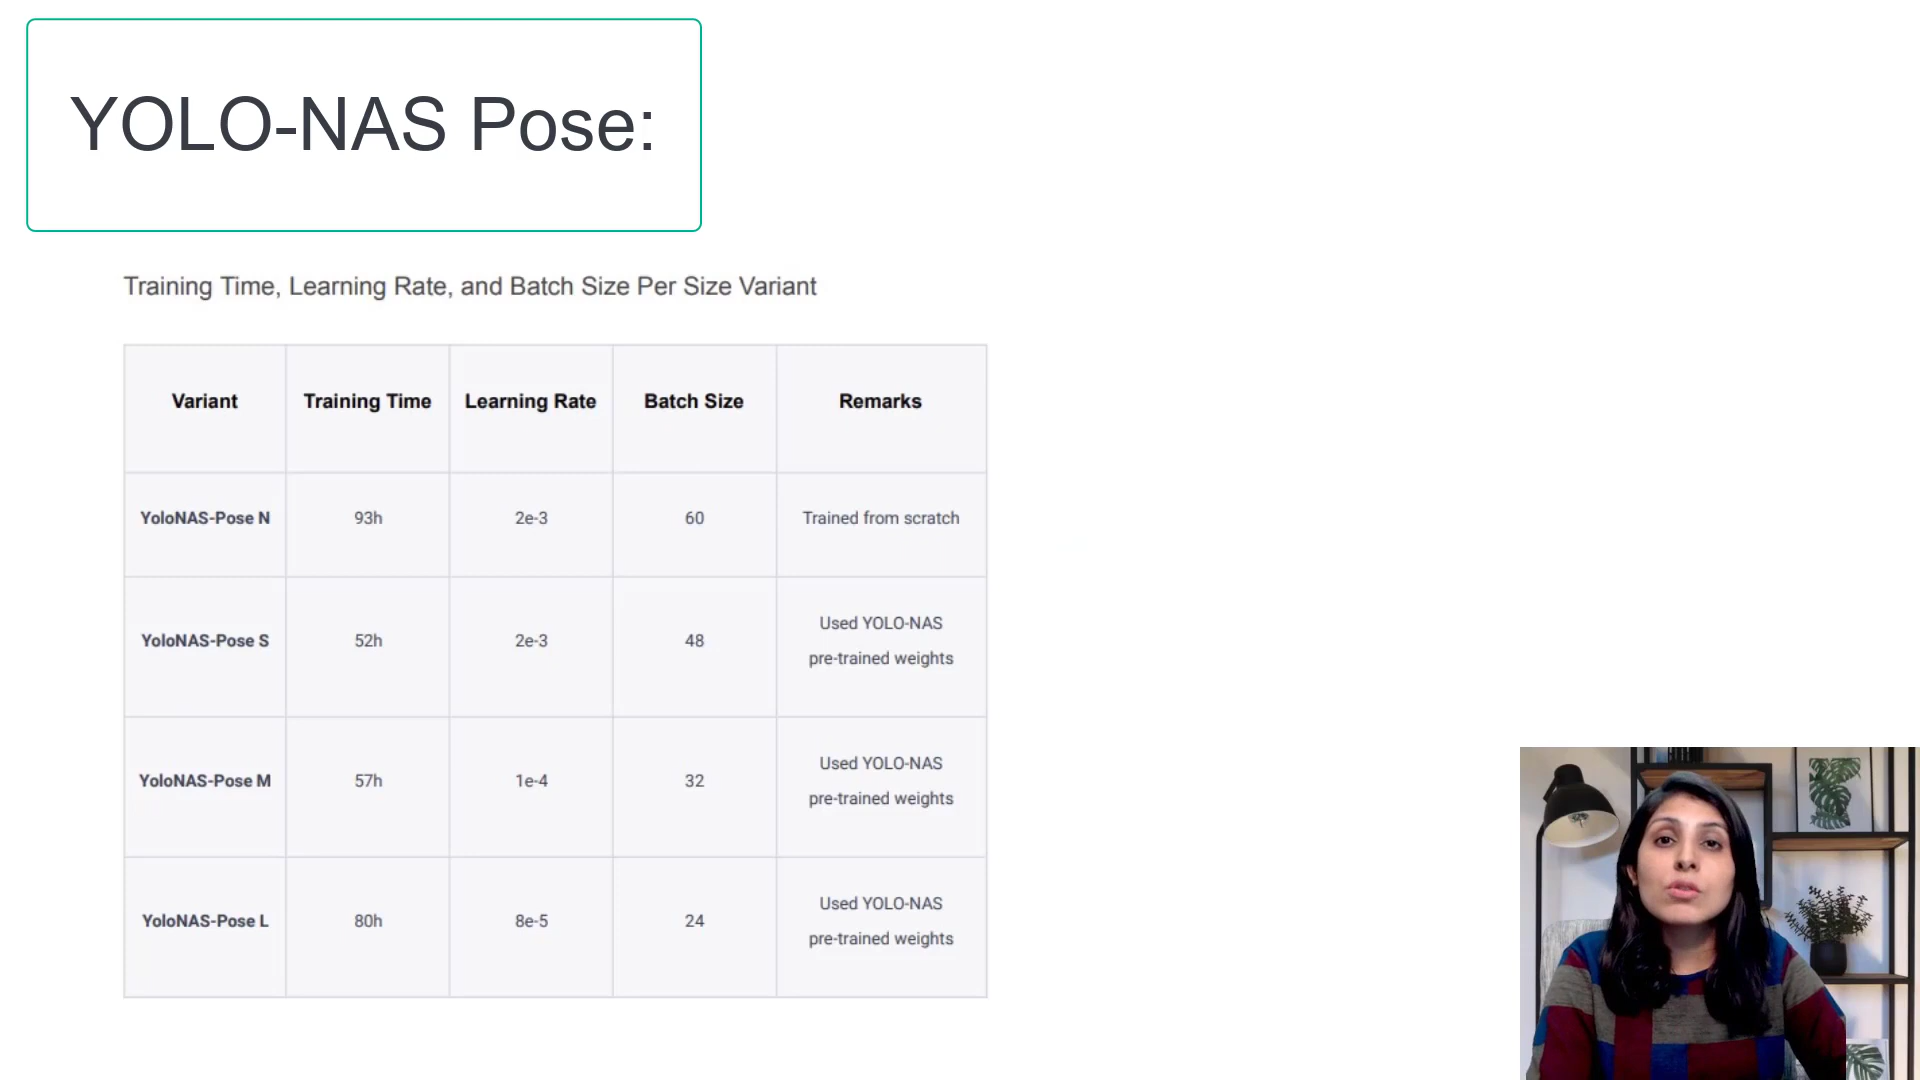 YOLO-NAS Pose:
Training Time, Learning Rate, and Batch Size Per Size Variant
Variant Training Time Learning Rate Batch Size Remarks
YoloNAS-Pose N 93h 2e-3 60 Trained from scratch
YoloNAS-Pose S 52h 2e-3 48 Used YOLO-NAS
pre-trained weights
YoloNAS-Pose M 57h 1e-4 32 Used YOLO-NAS
pre-trained weights
YoloNAS-Pose L 80h 8e-5 24 Used YOLO-NAS
pre-trained weights